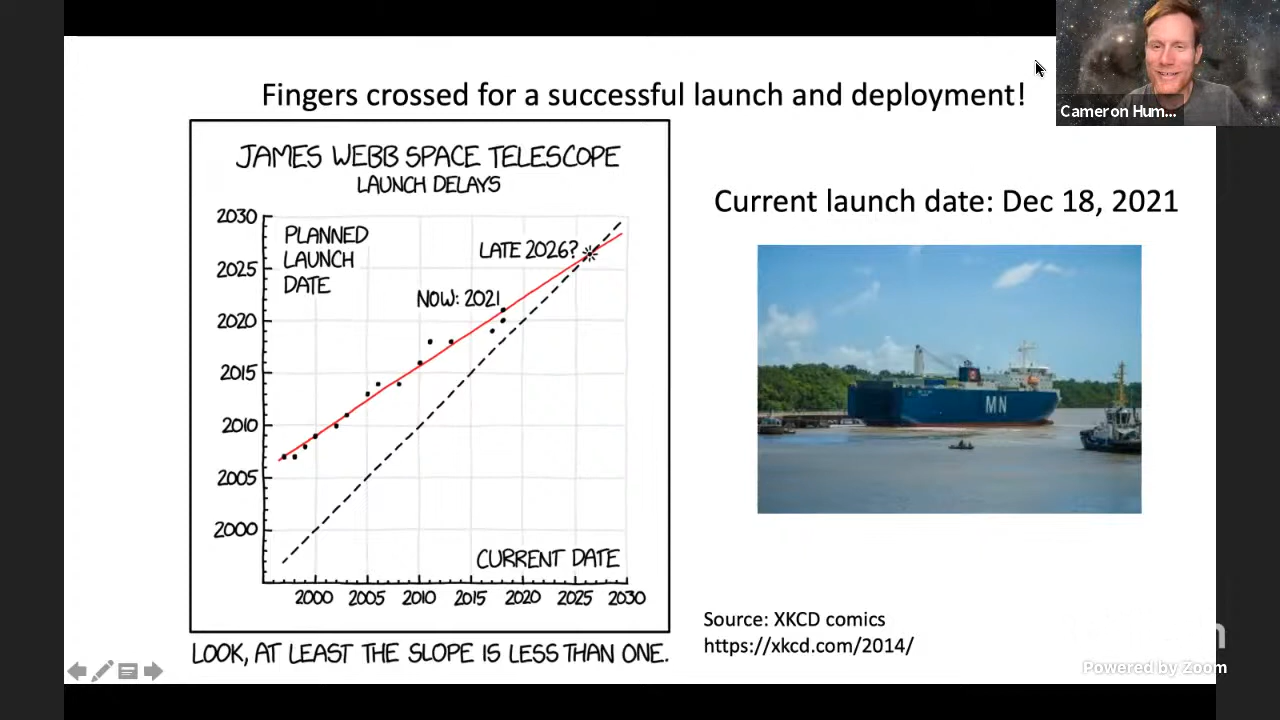 Fingers crossed for a successful launch and deployment!
Cameron Hum...
JAMES WEBB SPACE TELESCOPE
LAUNCH DELAYS
2030
2025
2020
2015
2010
2005
2000
PLANNED
LAUNCH
DATE
LATE 2026?
NOW: 2021
CURRENT DATE
2000 2005 2010 2015 2020 2025 2030
LOOK, AT LEAST THE SLOPE IS LESS THAN ONE.
Current launch date: Dec 18, 2021
MN
Source: XKCD comics
https://xkcd.com/2014/
Powered by Zoom